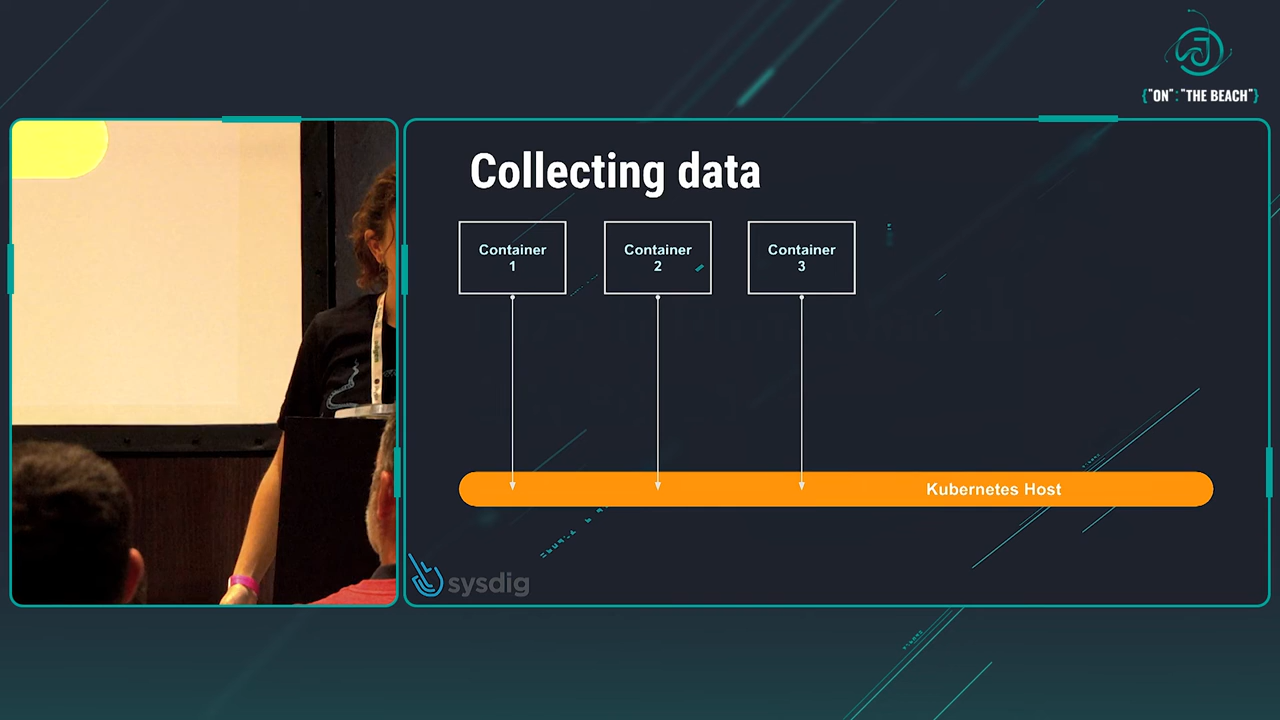 {"ON":"THE BEACH"}
Collecting data
Container
1
Container
2
Container
3
Kubernetes Host
sysdig